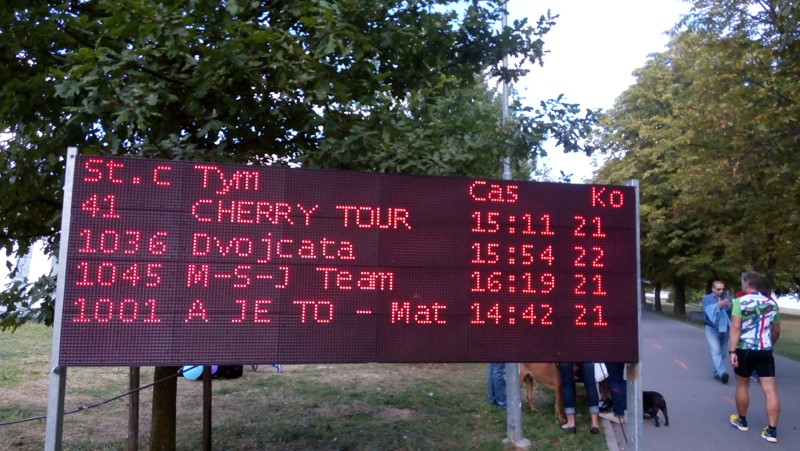 St.c Tym Cas Ko
41 CHERRY TOUR 15:11 21
1036 Dvojcata 15:54 22
1045 M-S-J Team 16:19 21
1001 A JE TO - Mat 14:42 21